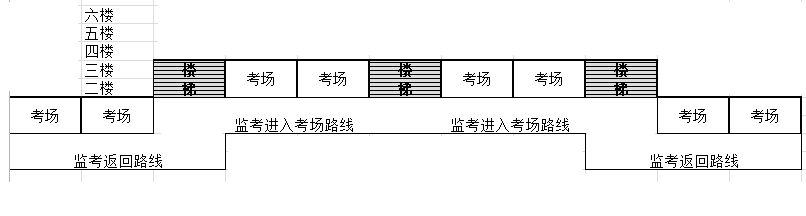 六楼
五楼
四楼
三楼
二楼
楼梯 考场 考场 楼梯 考场 考场 楼梯
考场 考场 考场 考场
监考进入考场路线 监考进入考场路线
监考返回路线 监考返回路线